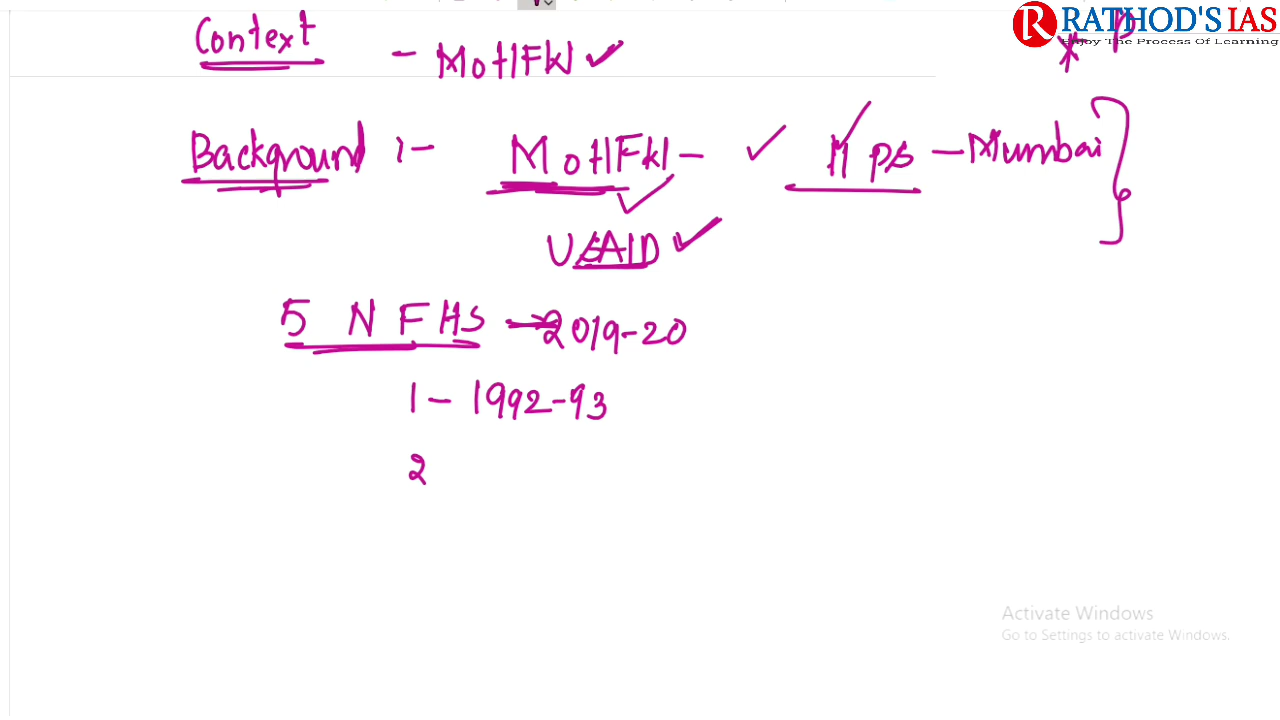 Context - MoHFW
RATHOD'S IAS
Enjoy The Process Of Learning
* P
Background :- MoHFW - IIPS - Mumbai
USAID
5 NFHS → 2019-20
1 - 1992-93
2
Activate Windows
Go to Settings to activate Windows.